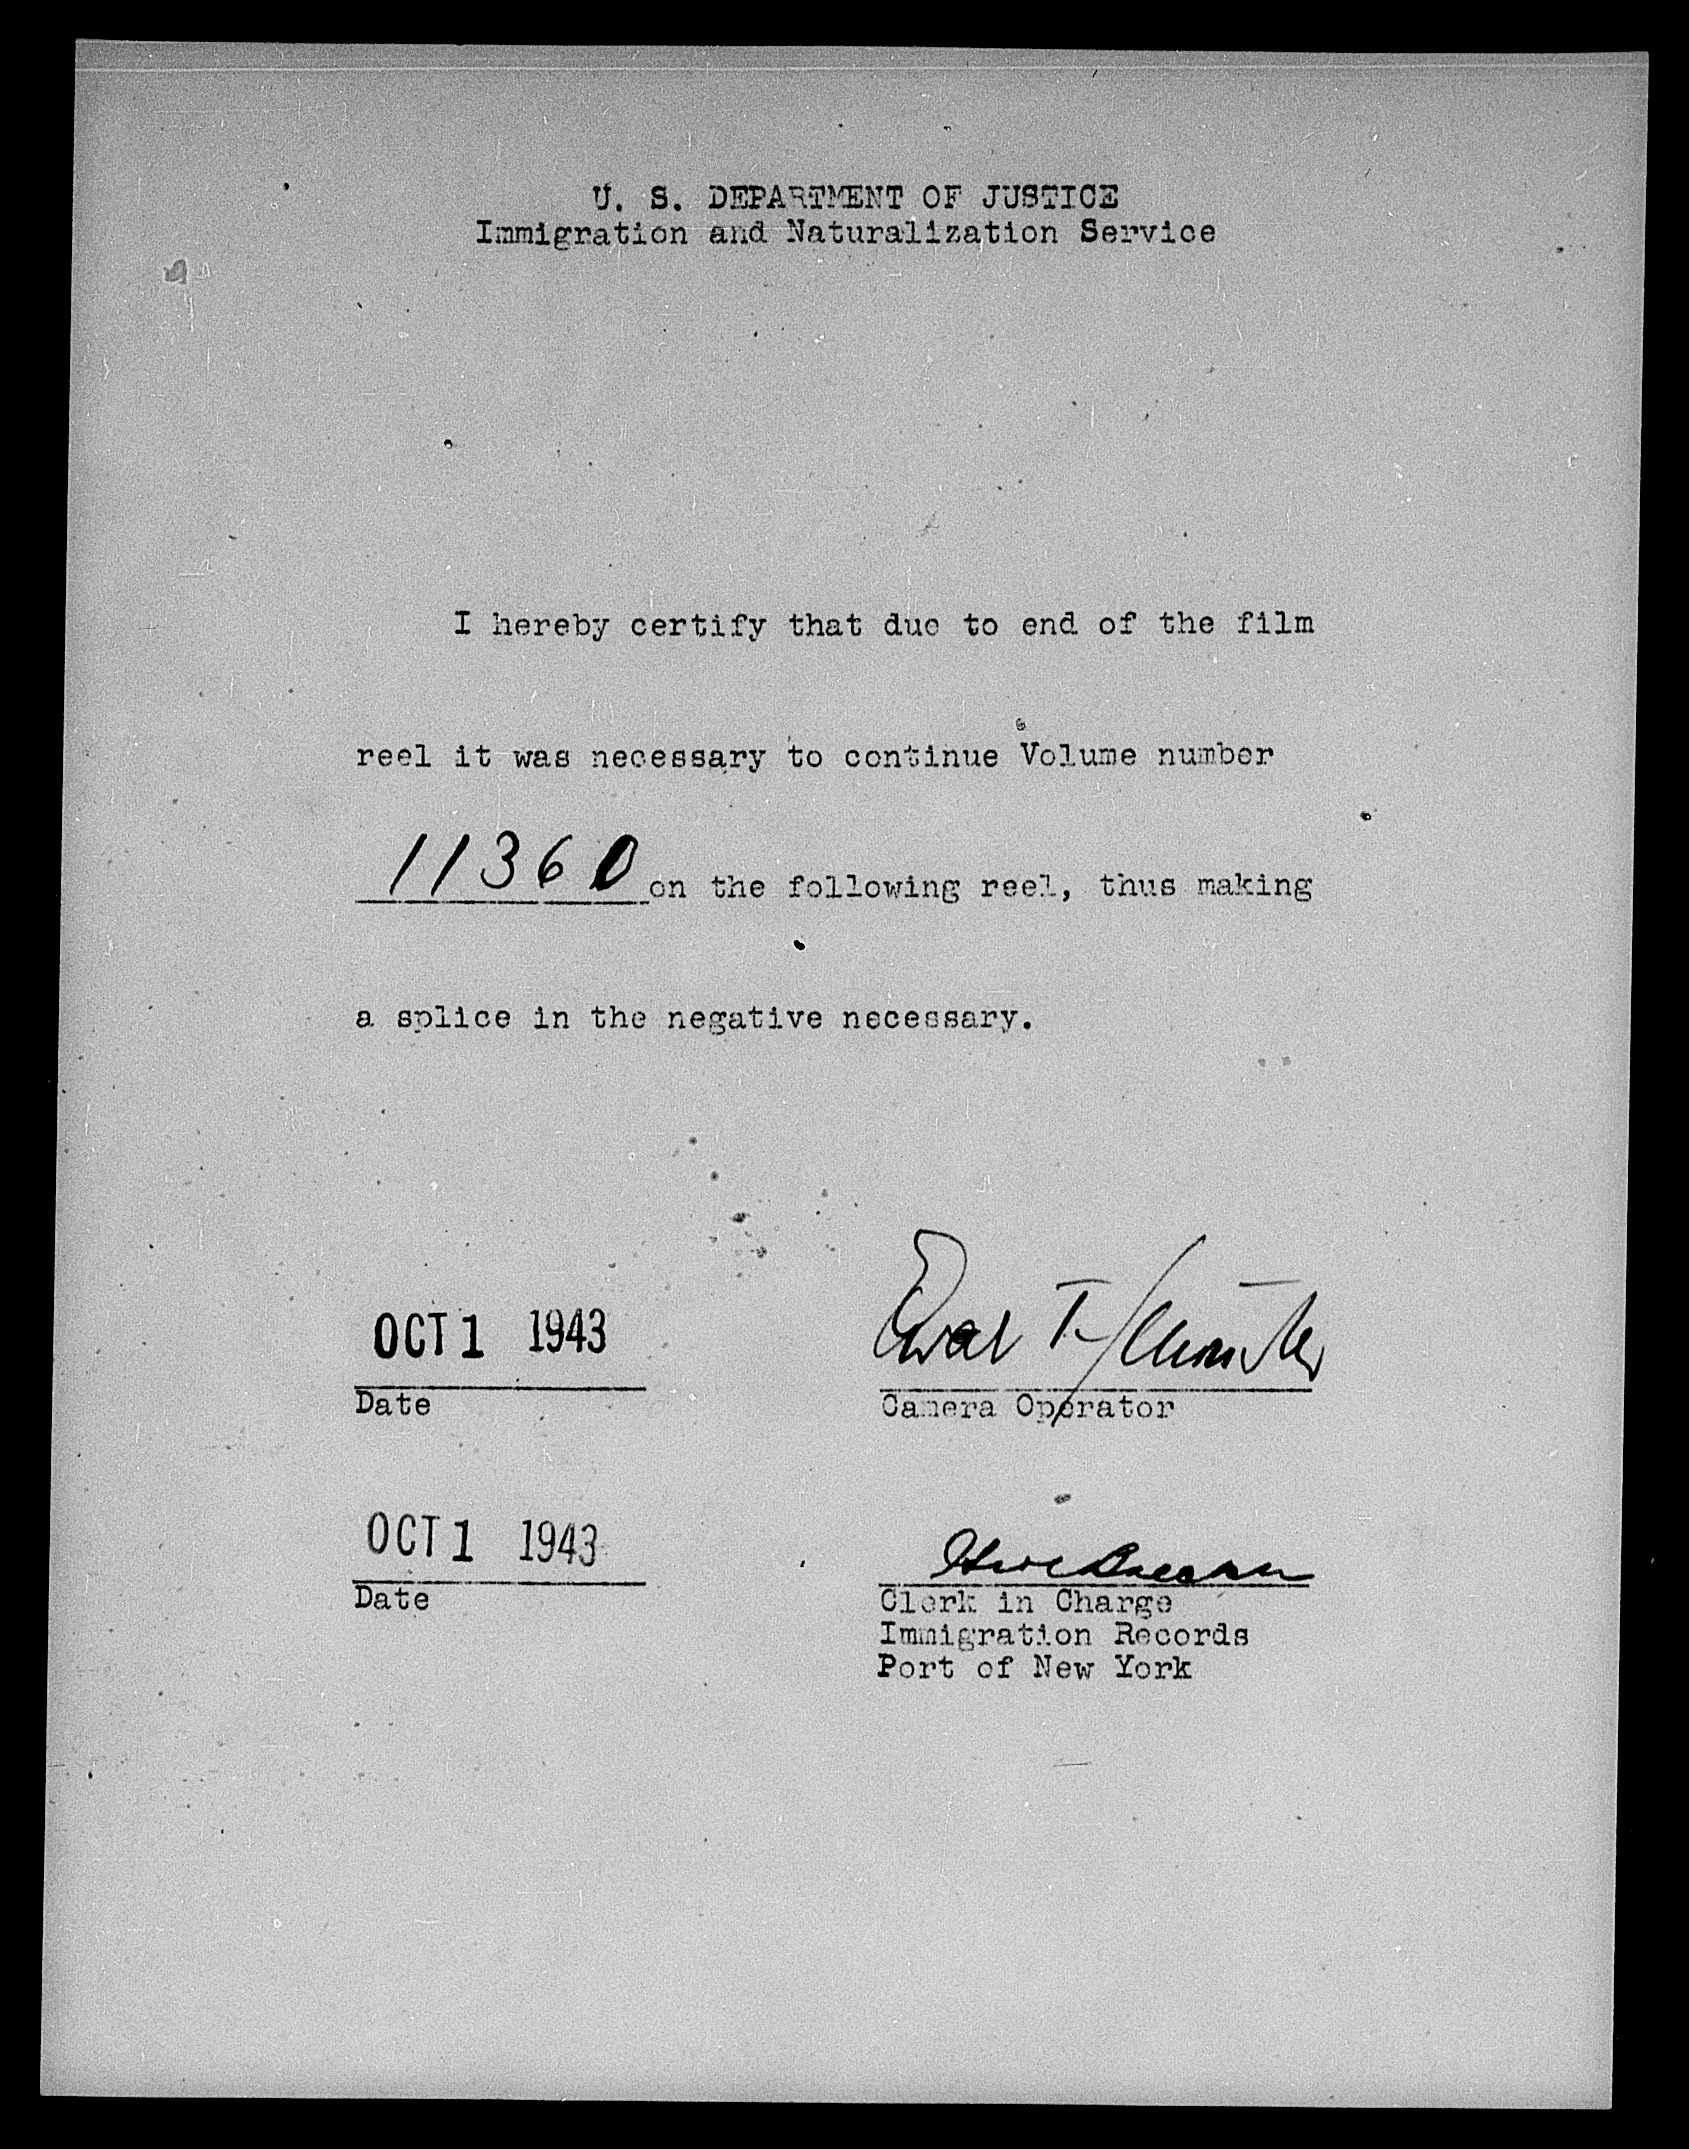 U. S. DEPARTMENT OF JUSTICE
Immigration and Naturalization Service
I hereby certify that due to end of the film
reel it was necessary to continue Volume number
11360 on the following reel, thus making
a splice in the negative necessary.
OCT 1 1943
Date
Camera Operator
OCT 1 1943
Date
Clerk in Charge
Immigration Records
Port of New York